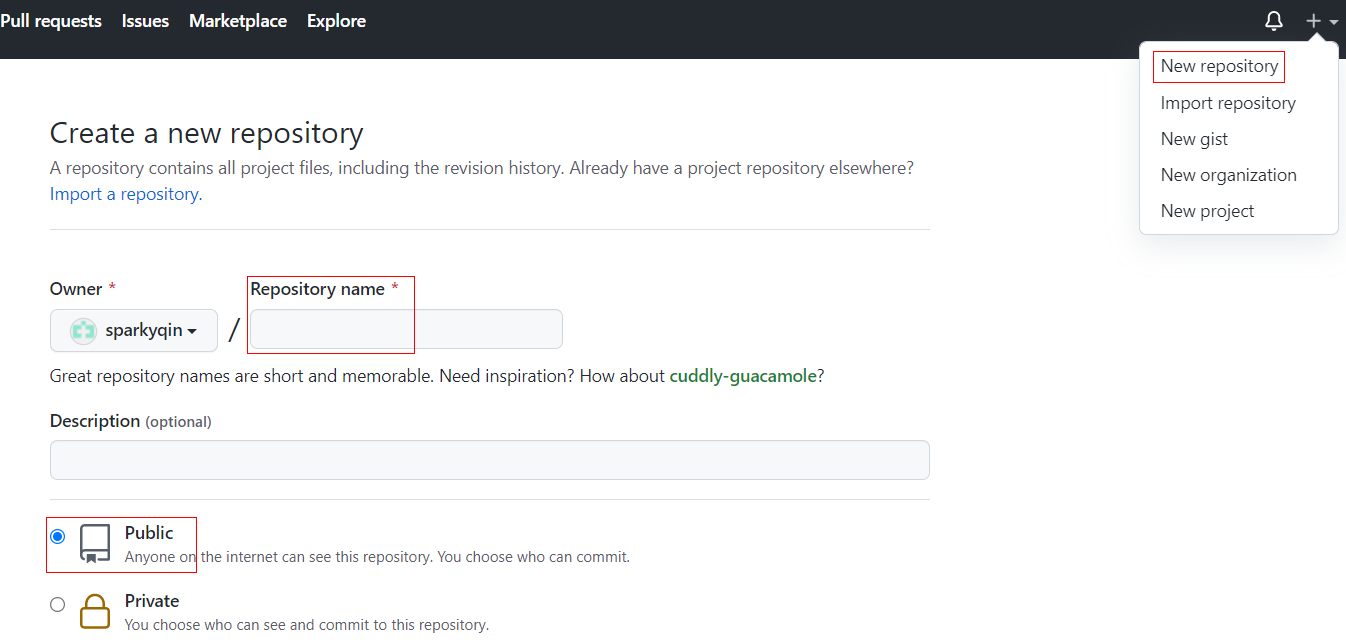 Pull requests Issues Marketplace Explore
New repository
Import repository
New gist
New organization
New project
Create a new repository
A repository contains all project files, including the revision history. Already have a project repository elsewhere?
Import a repository.
Owner * Repository name *
sparkyqin / 
Great repository names are short and memorable. Need inspiration? How about cuddly-guacamole?
Description (optional)
Public
Anyone on the internet can see this repository. You choose who can commit.
Private
You choose who can see and commit to this repository.